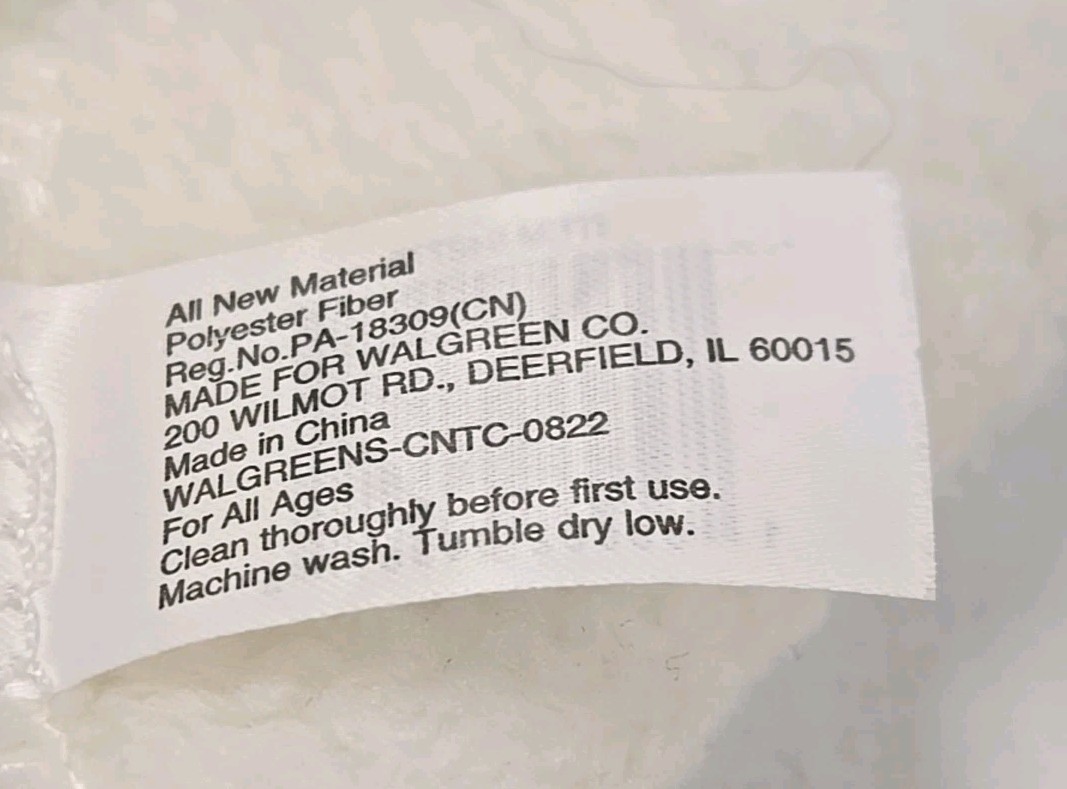 All New Material
Polyester Fiber
Reg.No.PA-18309(CN)
MADE FOR WALGREEN CO.
200 WILMOT RD., DEERFIELD, IL 60015
Made in China
WALGREENS-CNTC-0822
For All Ages
Clean thoroughly before first use.
Machine wash. Tumble dry low.